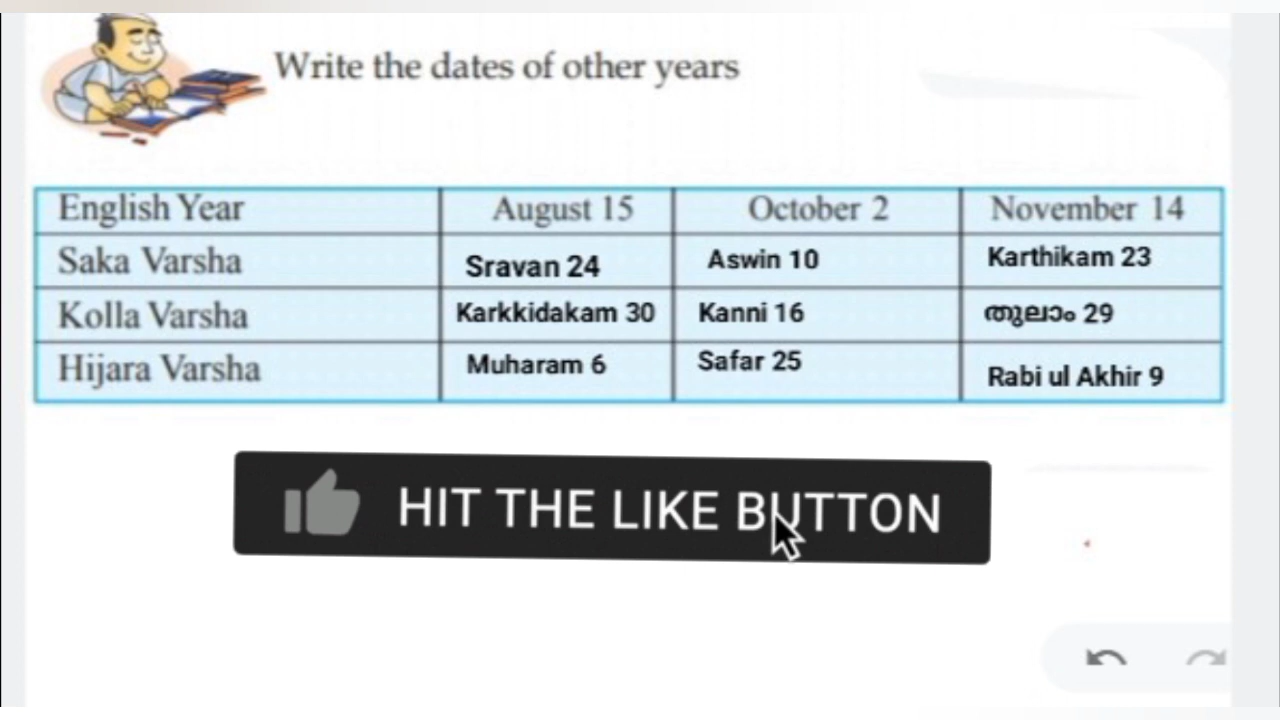 Write the dates of other years
English Year August 15 October 2 November 14
Saka Varsha Sravan 24 Aswin 10 Karthikam 23
Kolla Varsha Karkkidakam 30 Kanni 16 തുലാം 29
Hijara Varsha Muharam 6 Safar 25 Rabi ul Akhir 9
HIT THE LIKE BUTTON